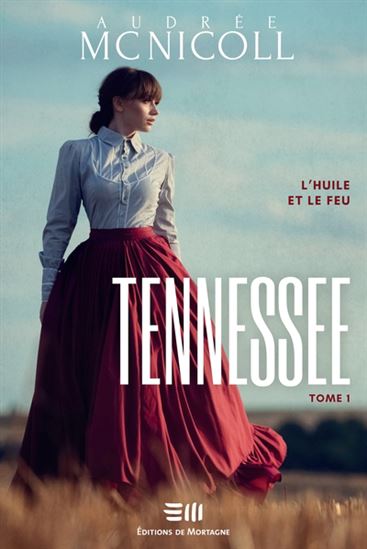 AUDRÉE
MCNICOLL
L'HUILE
ET LE FEU
TENNESSEE
TOME 1
ÉDITIONS DE MORTAGNE